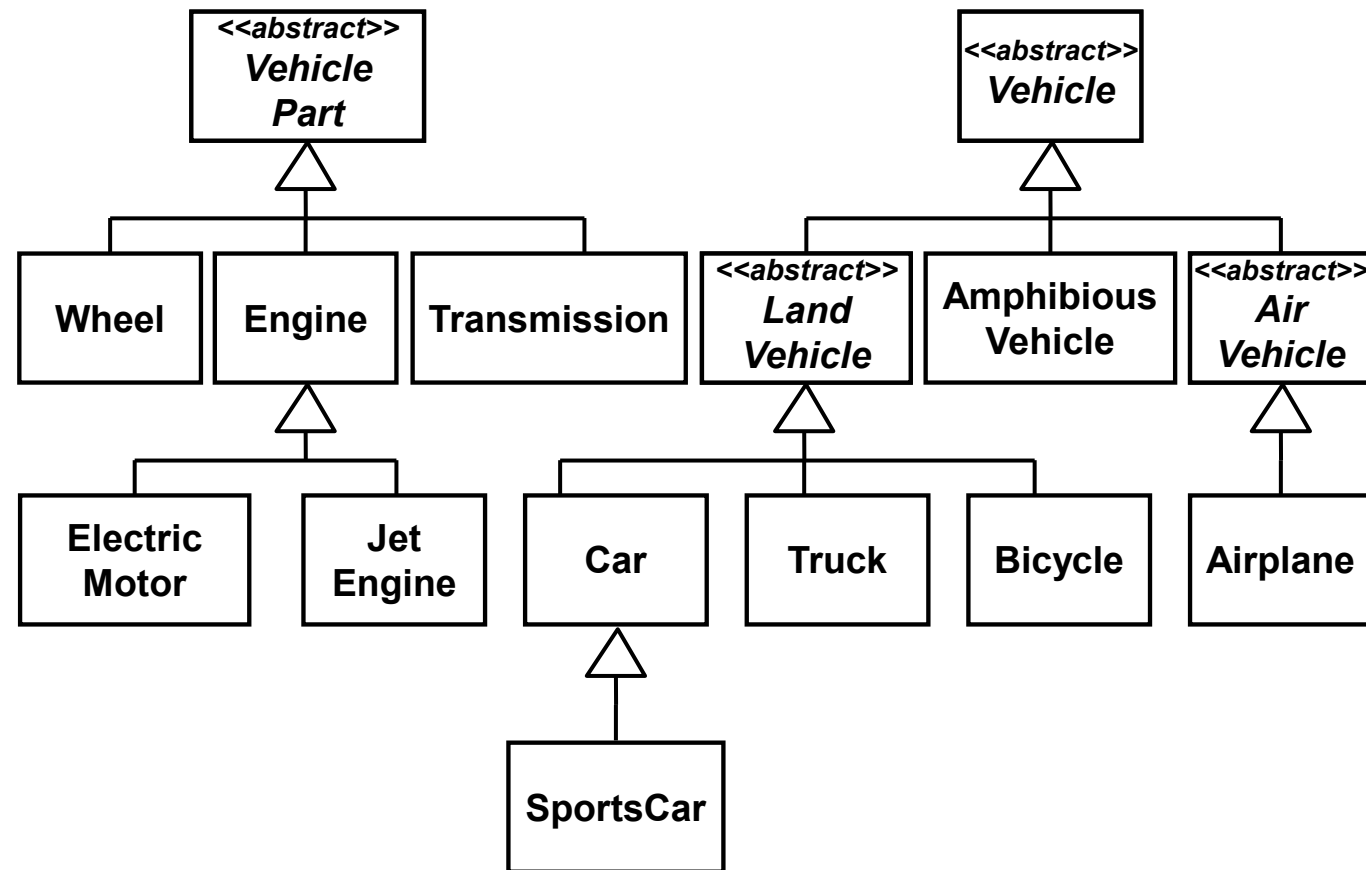 <<abstract>>
Vehicle
Part
<<abstract>>
Vehicle
Wheel
Engine
Transmission
<<abstract>>
Land
Vehicle
Amphibious
Vehicle
<<abstract>>
Air
Vehicle
Electric
Motor
Jet
Engine
Car
Truck
Bicycle
Airplane
SportsCar